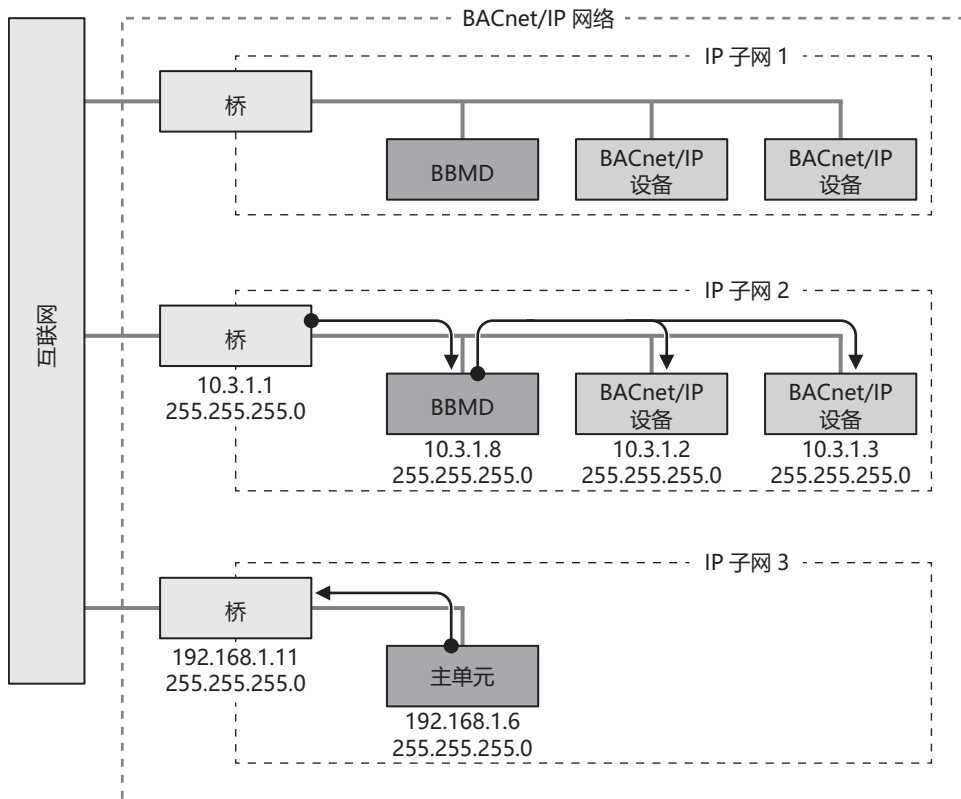 BACnet/IP 网络
互联网
IP 子网 1
桥
BBMD
BACnet/IP
设备
BACnet/IP
设备
IP 子网 2
桥
10.3.1.1
255.255.255.0
BBMD
10.3.1.8
255.255.255.0
BACnet/IP
设备
10.3.1.2
255.255.255.0
BACnet/IP
设备
10.3.1.3
255.255.255.0
IP 子网 3
桥
192.168.1.11
255.255.255.0
主单元
192.168.1.6
255.255.255.0